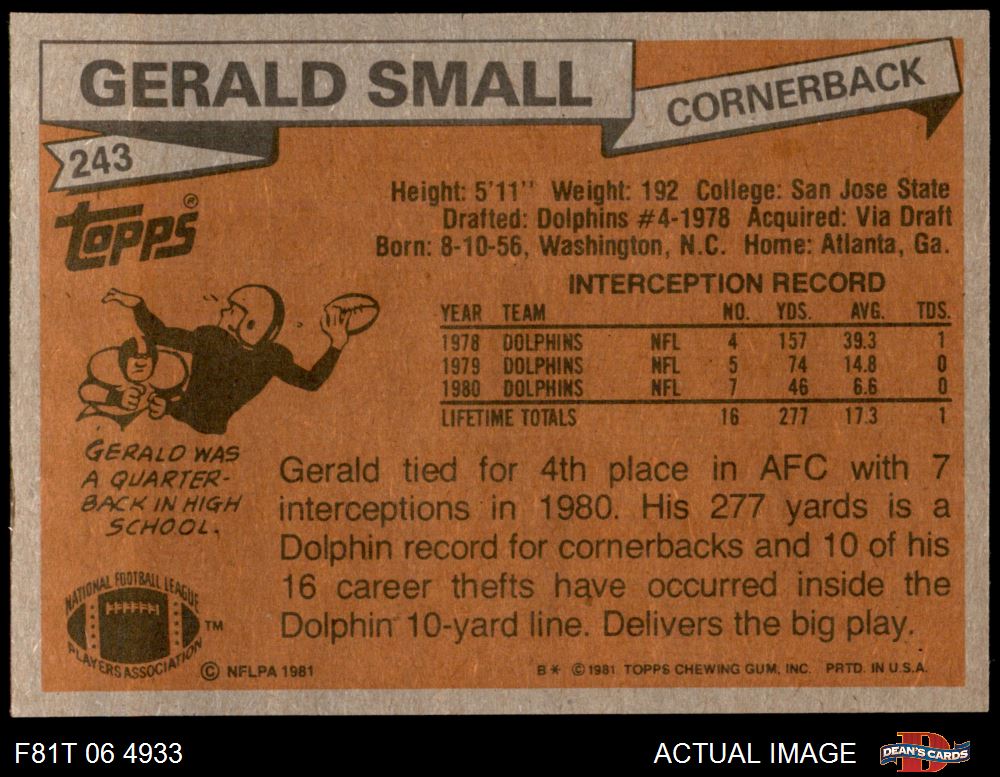 GERALD SMALL
CORNERBACK
243
TOPPS®
Height: 5'11" Weight: 192 College: San Jose State
Drafted: Dolphins #4-1978 Acquired: Via Draft
Born: 8-10-56, Washington, N.C. Home: Atlanta, Ga.
INTERCEPTION RECORD
YEAR TEAM NO. YDS. AVG. TDS.
1978 DOLPHINS NFL 4 157 39.3 1
1979 DOLPHINS NFL 5 74 14.8 0
1980 DOLPHINS NFL 7 46 6.6 0
LIFETIME TOTALS 16 277 17.3 1
GERALD WAS
A QUARTER-
BACK IN HIGH
SCHOOL.
Gerald tied for 4th place in AFC with 7
interceptions in 1980. His 277 yards is a
Dolphin record for cornerbacks and 10 of his
16 career thefts have occurred inside the
Dolphin 10-yard line. Delivers the big play.
NATIONAL FOOTBALL LEAGUE
PLAYERS ASSOCIATION
TM
© NFLPA 1981
B* © 1981 TOPPS CHEWING GUM, INC. PRTD. IN U.S.A.
F81T 06 4933
ACTUAL IMAGE
DEAN'S CARDS